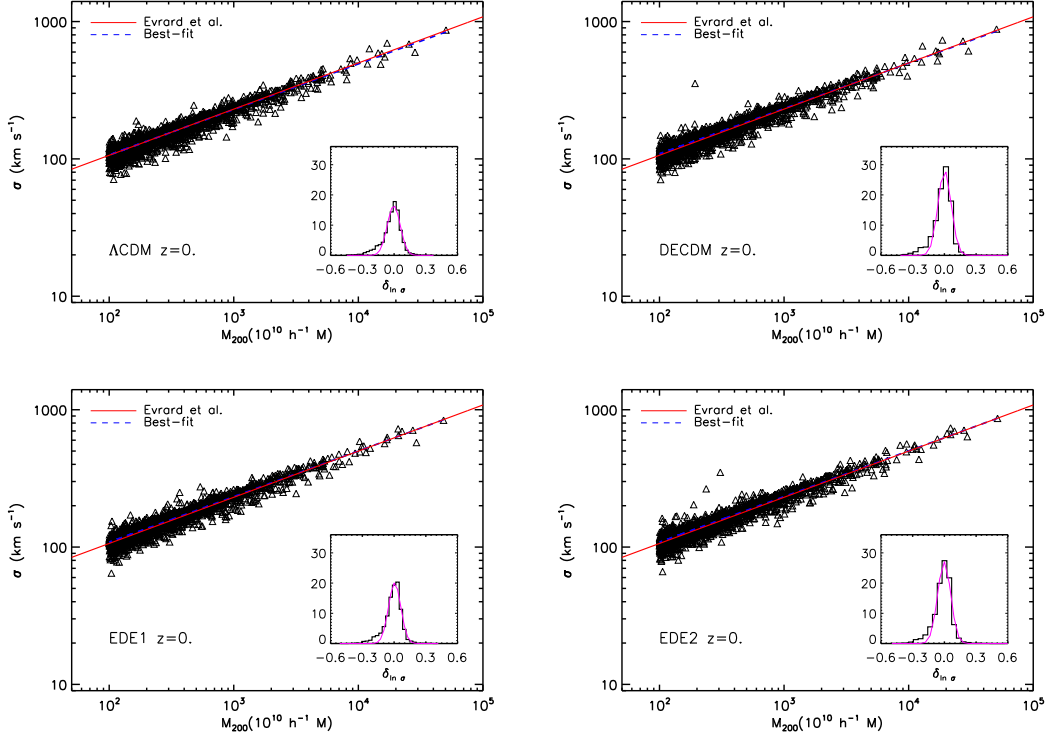 1000
100
10
σ (km s⁻¹)
Evrard et al.
Best-fit
ΛCDM z=0.
30
20
10
0
-0.6 -0.3 0.0 0.3 0.6
δln σ
10² 10³ 10⁴ 10⁵
M₂₀₀(10¹⁰ h⁻¹ M)
1000
100
10
σ (km s⁻¹)
Evrard et al.
Best-fit
DECDM z=0.
30
20
10
0
-0.6 -0.3 0.0 0.3 0.6
δln σ
10² 10³ 10⁴ 10⁵
M₂₀₀(10¹⁰ h⁻¹ M)
1000
100
10
σ (km s⁻¹)
Evrard et al.
Best-fit
EDE1 z=0.
30
20
10
0
-0.6 -0.3 0.0 0.3 0.6
δln σ
10² 10³ 10⁴ 10⁵
M₂₀₀(10¹⁰ h⁻¹ M)
1000
100
10
σ (km s⁻¹)
Evrard et al.
Best-fit
EDE2 z=0.
30
20
10
0
-0.6 -0.3 0.0 0.3 0.6
δln σ
10² 10³ 10⁴ 10⁵
M₂₀₀(10¹⁰ h⁻¹ M)